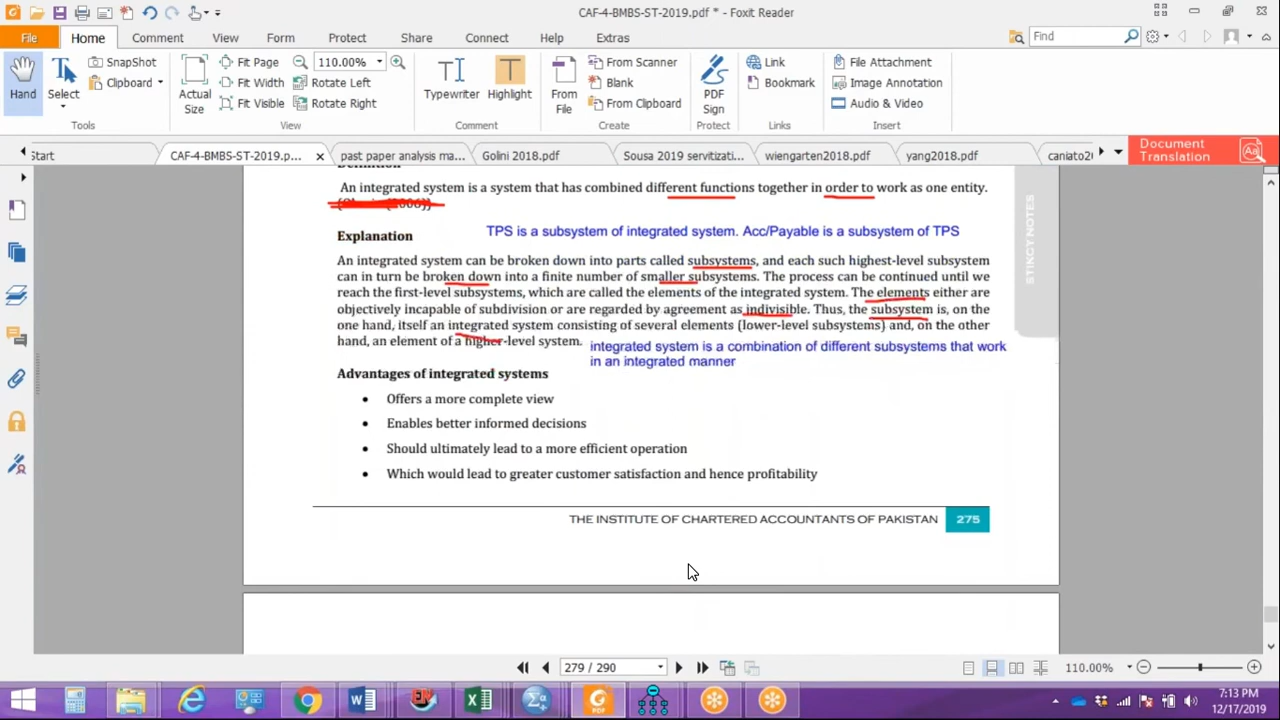 CAF-4-BMBS-ST-2019.pdf * - Foxit Reader
File Home Comment View Form Protect Share Connect Help Extras Find
Hand
Select
SnapShot
Clipboard
Tools
Actual
Size
Fit Page
Fit Width
Fit Visible
110.00%
Rotate Left
Rotate Right
View
Typewriter
Highlight
Comment
From
File
From Scanner
Blank
From Clipboard
Create
PDF
Sign
Protect
Link
Bookmark
Links
File Attachment
Image Annotation
Audio & Video
Insert
Start CAF-4-BMBS-ST-2019.p... past paper analysis ma... Golini 2018.pdf Sousa 2019 servitizati... wiengarten2018.pdf yang2018.pdf caniato2
Document
Translation
Definition
An integrated system is a system that has combined different functions together in order to work as one entity.
2006))
Explanation
TPS is a subsystem of integrated system. Acc/Payable is a subsystem of TPS
An integrated system can be broken down into parts called subsystems, and each such highest-level subsystem
can in turn be broken down into a finite number of smaller subsystems. The process can be continued until we
reach the first-level subsystems, which are called the elements of the integrated system. The elements either are
objectively incapable of subdivision or are regarded by agreement as indivisible. Thus, the subsystem is, on the
one hand, itself an integrated system consisting of several elements (lower-level subsystems) and, on the other
hand, an element of a higher-level system.
integrated system is a combination of different subsystems that work
in an integrated manner
Advantages of integrated systems
• Offers a more complete view
• Enables better informed decisions
• Should ultimately lead to a more efficient operation
• Which would lead to greater customer satisfaction and hence profitability
THE INSTITUTE OF CHARTERED ACCOUNTANTS OF PAKISTAN 275
STICKY NOTES
279 / 290
110.00%
7:13 PM
12/17/2019